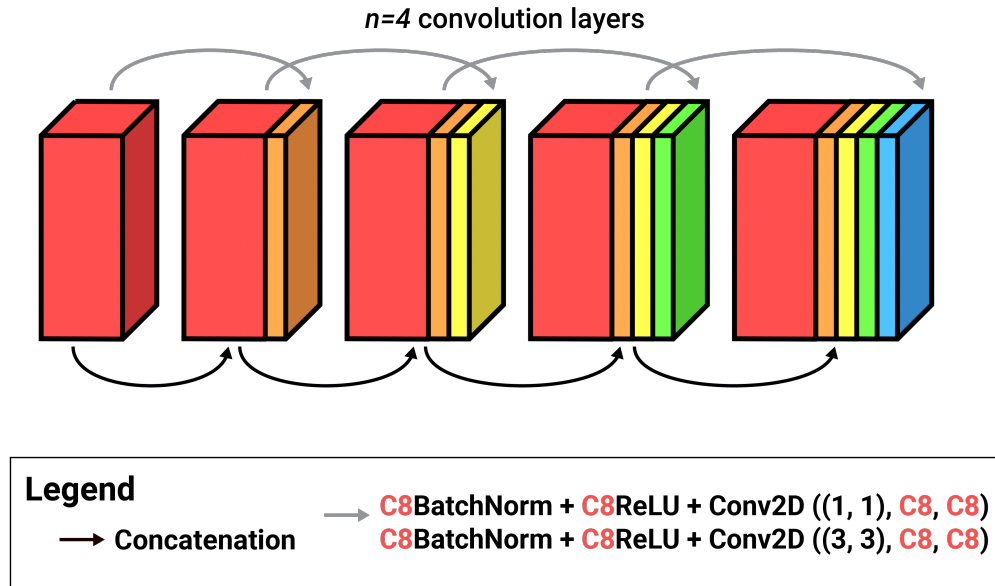 n=4 convolution layers
Legend
Concatenation
C8BatchNorm + C8ReLU + Conv2D ((1, 1), C8, C8)
C8BatchNorm + C8ReLU + Conv2D ((3, 3), C8, C8)